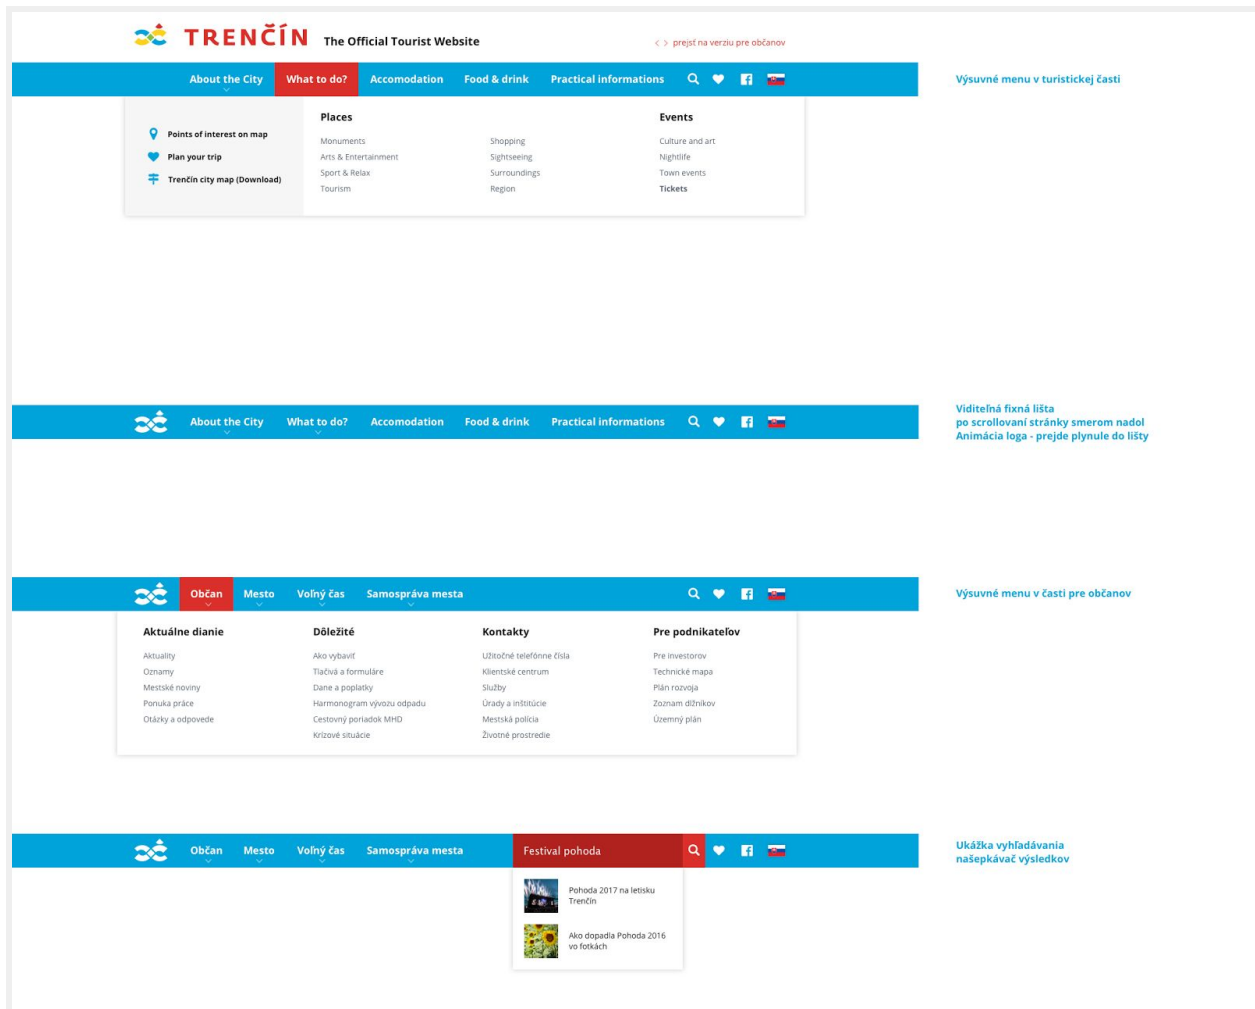 TRENČÍN The Official Tourist Website
< > prejsť na verziu pre občanov
About the City What to do? Accomodation Food & drink Practical informations
Výsuvné menu v turistickej časti
Points of interest on map
Plan your trip
Trenčín city map (Download)
Places
Monuments
Arts & Entertainment
Sport & Relax
Tourism
Shopping
Sightseeing
Surroundings
Region
Events
Culture and art
Nightlife
Town events
Tickets
About the City What to do? Accomodation Food & drink Practical informations
Viditeľná fixná lišta
po scrollovaní stránky smerom nadol
Animácia loga - prejde plynule do lišty
Občan Mesto Voľný čas Samospráva mesta
Výsuvné menu v časti pre občanov
Aktuálne dianie
Aktuality
Oznamy
Mestské noviny
Ponuka práce
Otázky a odpovede
Dôležité
Ako vybaviť
Tlačivá a formuláre
Dane a poplatky
Harmonogram vývozu odpadu
Cestovný poriadok MHD
Krízové situácie
Kontakty
Užitočné telefónne čísla
Klientské centrum
Služby
Úrady a inštitúcie
Mestská polícia
Životné prostredie
Pre podnikateľov
Pre investorov
Technické mapa
Plán rozvoja
Zoznam dlžníkov
Územný plán
Občan Mesto Voľný čas Samospráva mesta
Festival pohoda
Ukážka vyhľadávania
našepkávač výsledkov
Pohoda 2017 na letisku
Trenčín
Ako dopadla Pohoda 2016
vo fotkách